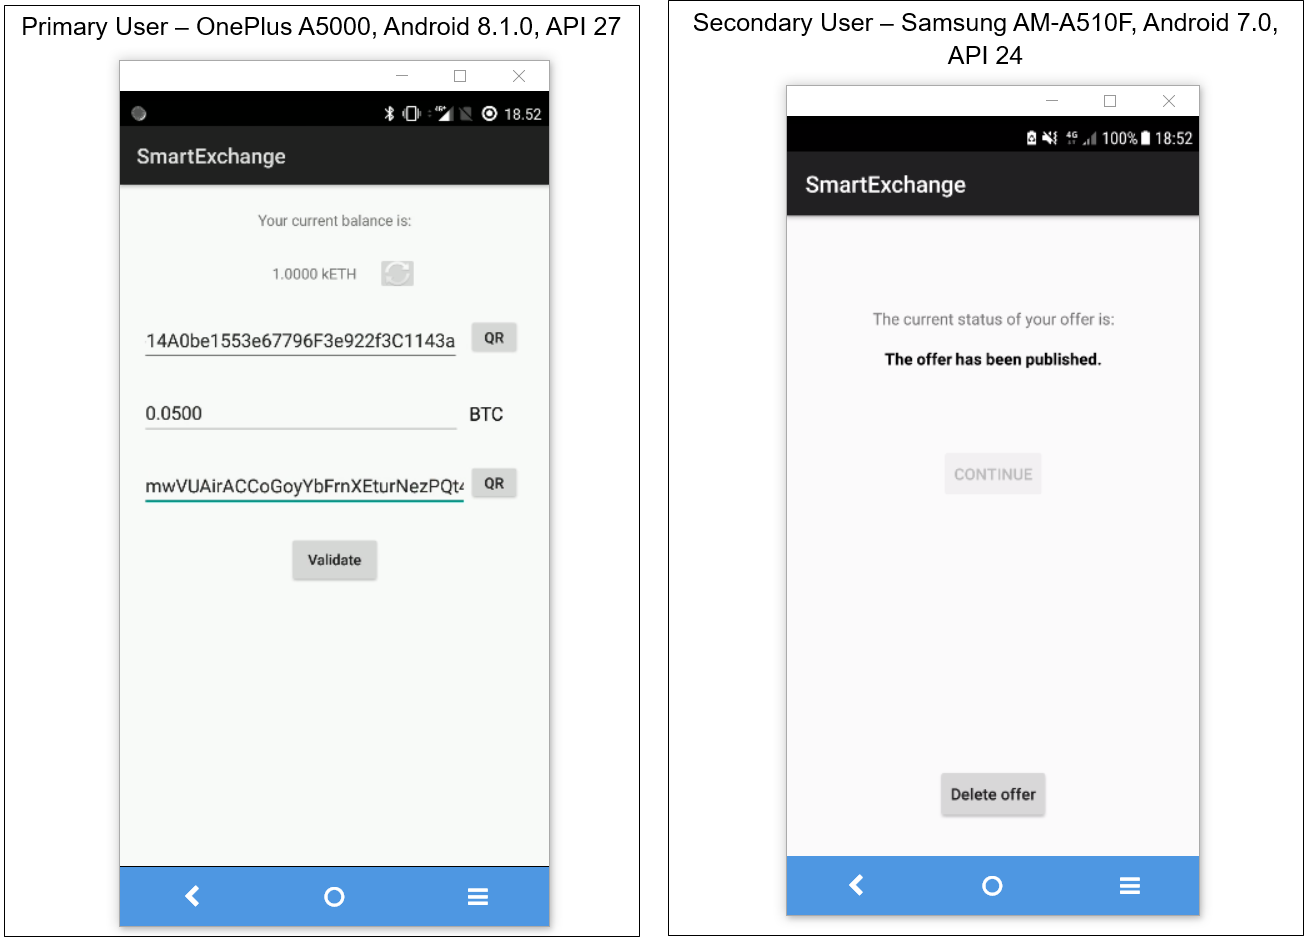 Primary User – OnePlus A5000, Android 8.1.0, API 27
18.52
SmartExchange
Your current balance is:
1.0000 kETH
14A0be1553e67796F3e922f3C1143a QR
0.0500 BTC
mwVUAirACCoGoyYbFrnXEturNezPQt4 QR
Validate
Secondary User – Samsung AM-A510F, Android 7.0,
API 24
4G 100% 18:52
SmartExchange
The current status of your offer is:
The offer has been published.
CONTINUE
Delete offer